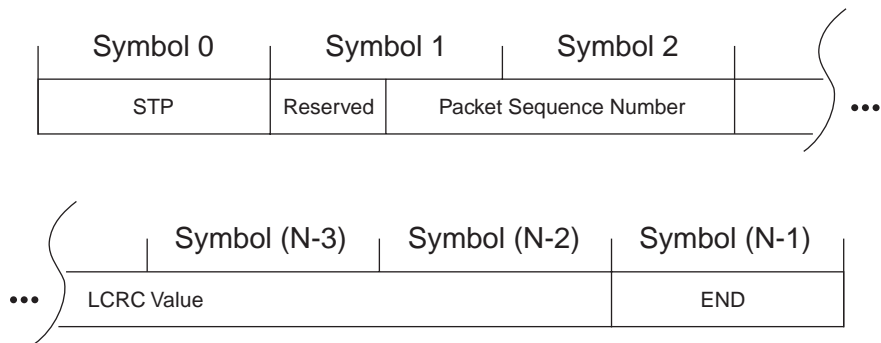 Symbol 0 Symbol 1 Symbol 2
STP Reserved Packet Sequence Number •••
Symbol (N-3) Symbol (N-2) Symbol (N-1)
••• LCRC Value END